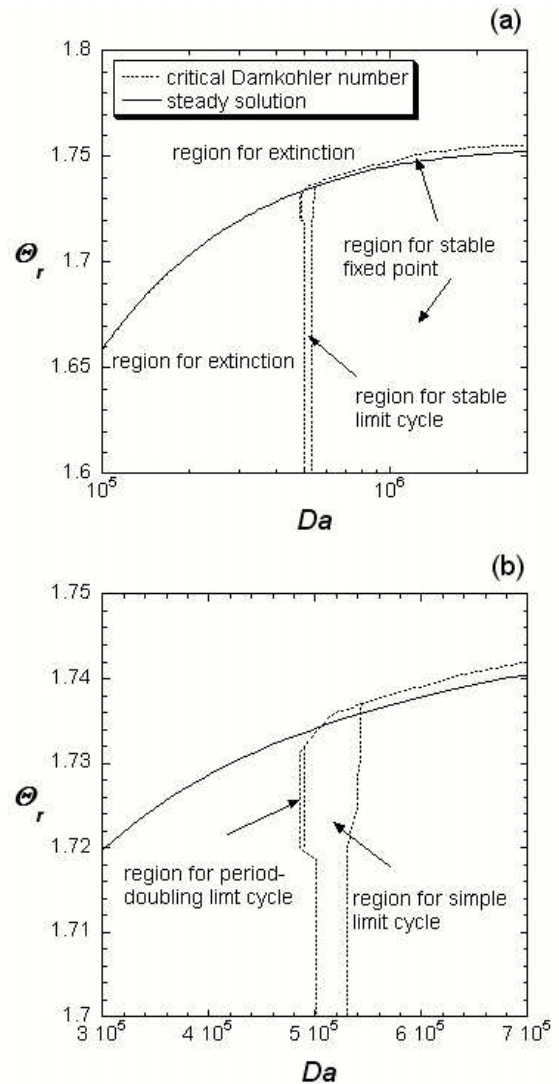 (a)
1.8
critical Damkohler number
steady solution
region for extinction
1.75
Θr
region for stable
fixed point
1.7
region for extinction
1.65
region for stable
limit cycle
1.6
10^5
10^6
Da
(b)
1.75
1.74
1.73
Θr
1.72
region for period-
doubling limt cycle
region for simple
limit cycle
1.71
1.7
3 10^5
4 10^5
5 10^5
6 10^5
7 10^5
Da